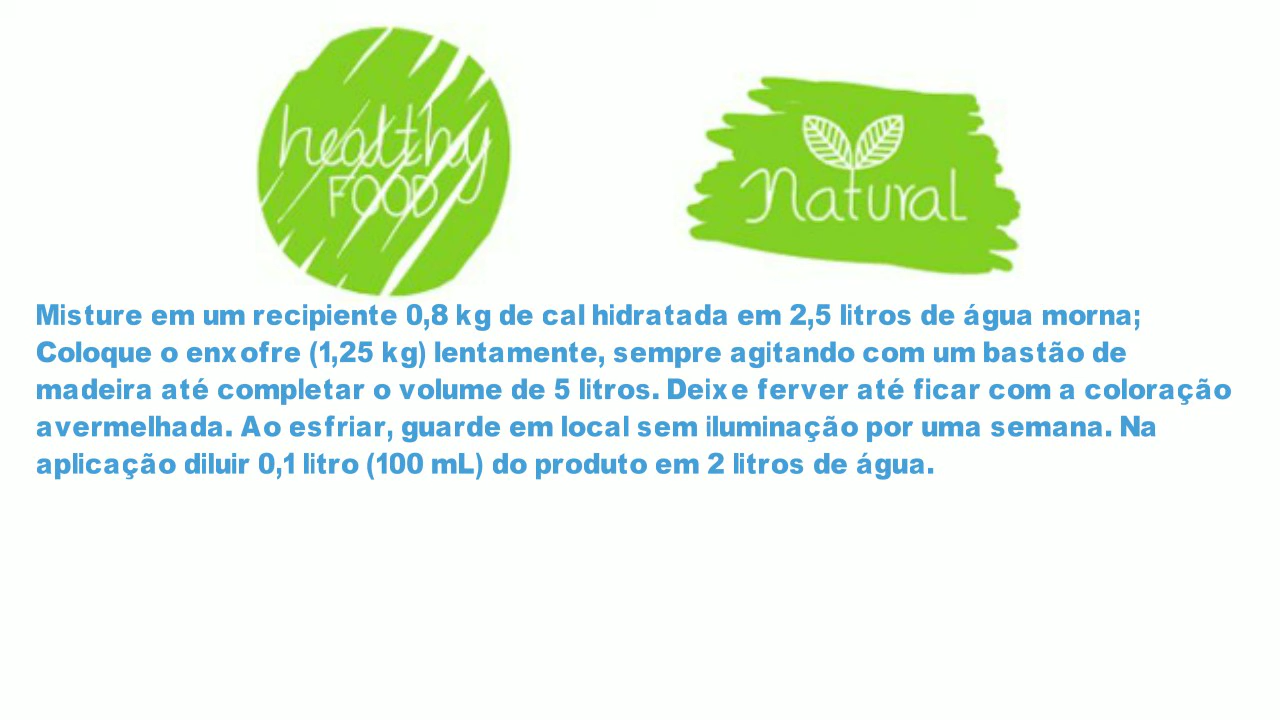 healthy
FOOD
Natural
Misture em um recipiente 0,8 kg de cal hidratada em 2,5 litros de água morna;
Coloque o enxofre (1,25 kg) lentamente, sempre agitando com um bastão de
madeira até completar o volume de 5 litros. Deixe ferver até ficar com a coloração
avermelhada. Ao esfriar, guarde em local sem iluminação por uma semana. Na
aplicação diluir 0,1 litro (100 mL) do produto em 2 litros de água.